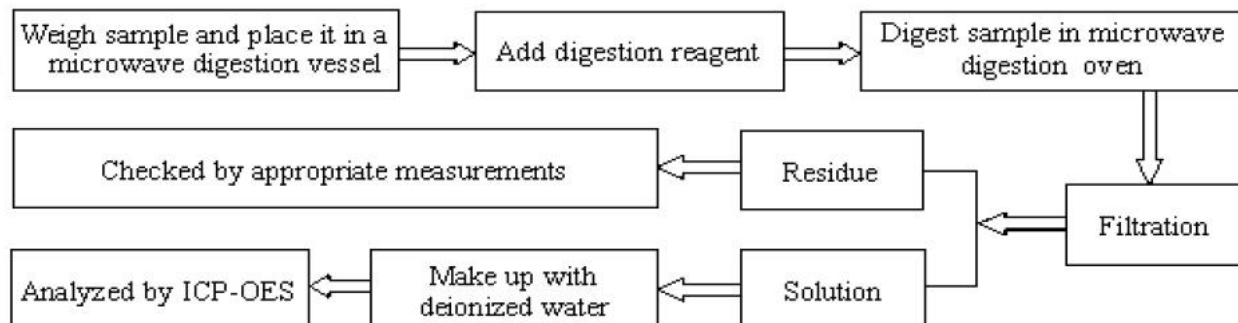 Weigh sample and place it in a
microwave digestion vessel
Add digestion reagent
Digest sample in microwave
digestion oven
Filtration
Residue
Checked by appropriate measurements
Solution
Make up with
deionized water
Analyzed by ICP-OES